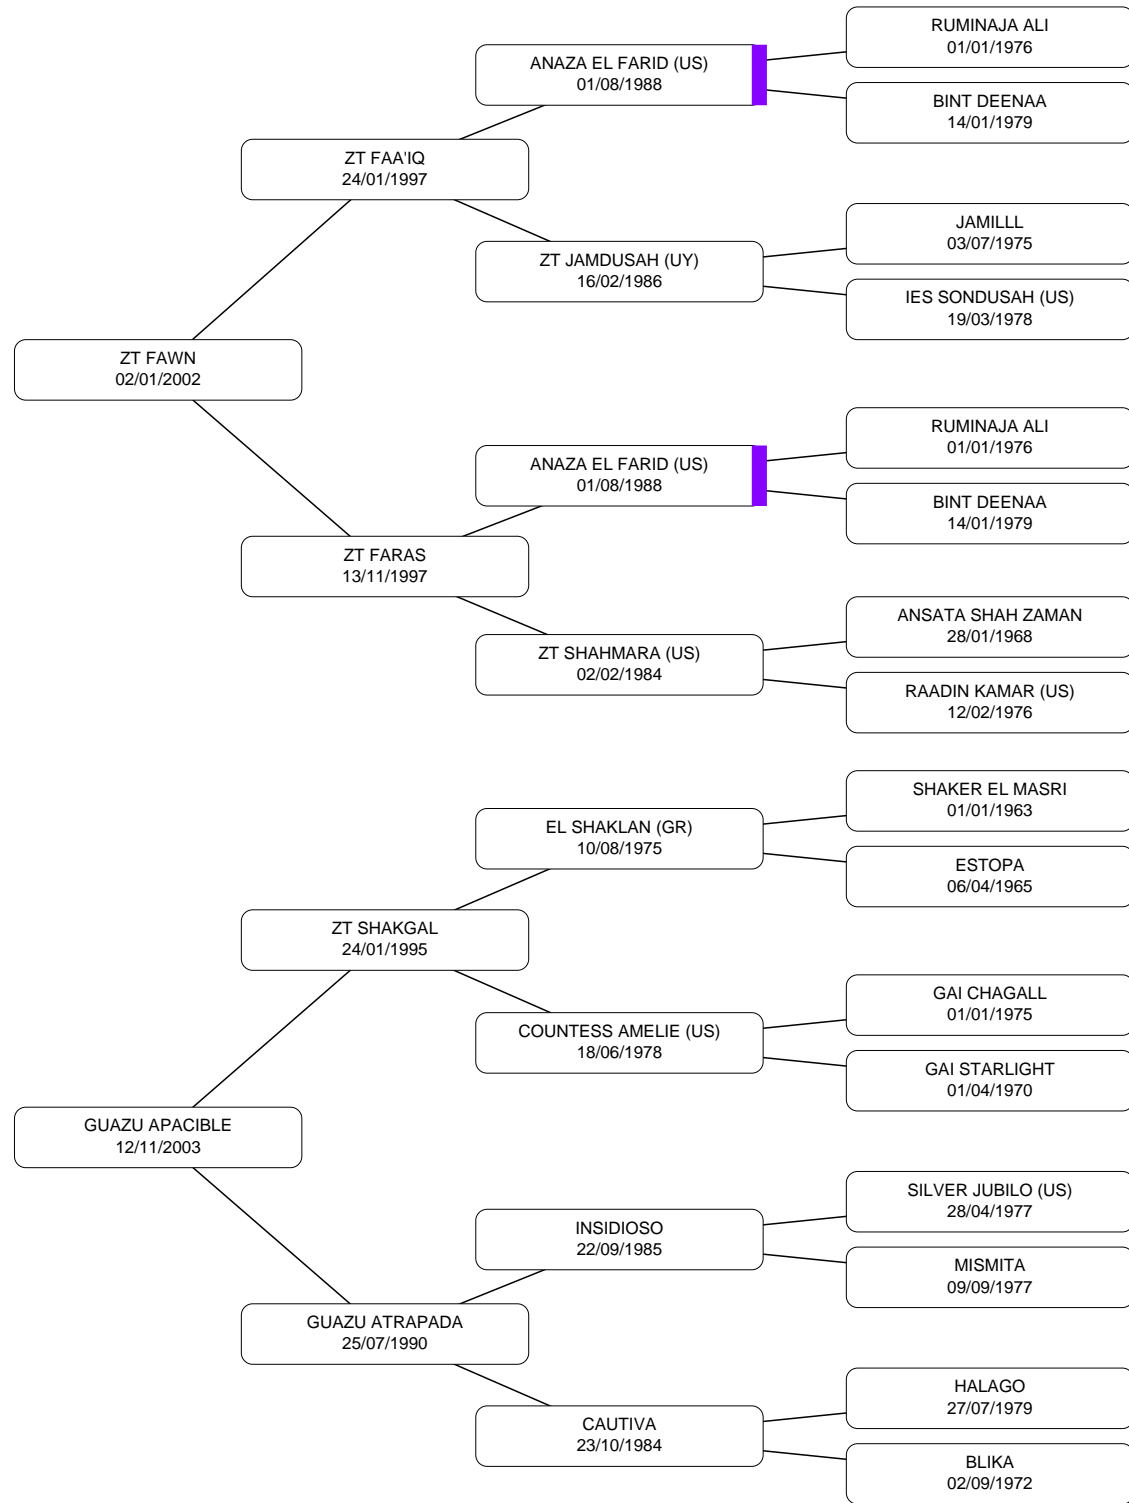 RUMINAJA ALI
01/01/1976
ANAZA EL FARID (US)
01/08/1988
BINT DEENAA
14/01/1979
ZT FAA'IQ
24/01/1997
JAMILLL
03/07/1975
ZT JAMDUSAH (UY)
16/02/1986
IES SONDUSAH (US)
19/03/1978
ZT FAWN
02/01/2002
RUMINAJA ALI
01/01/1976
ANAZA EL FARID (US)
01/08/1988
BINT DEENAA
14/01/1979
ZT FARAS
13/11/1997
ANSATA SHAH ZAMAN
28/01/1968
ZT SHAHMARA (US)
02/02/1984
RAADIN KAMAR (US)
12/02/1976
SHAKER EL MASRI
01/01/1963
EL SHAKLAN (GR)
10/08/1975
ESTOPA
06/04/1965
ZT SHAKGAL
24/01/1995
GAI CHAGALL
01/01/1975
COUNTESS AMELIE (US)
18/06/1978
GAI STARLIGHT
01/04/1970
GUAZU APACIBLE
12/11/2003
SILVER JUBILO (US)
28/04/1977
INSIDIOSO
22/09/1985
MISMITA
09/09/1977
GUAZU ATRAPADA
25/07/1990
HALAGO
27/07/1979
CAUTIVA
23/10/1984
BLIKA
02/09/1972